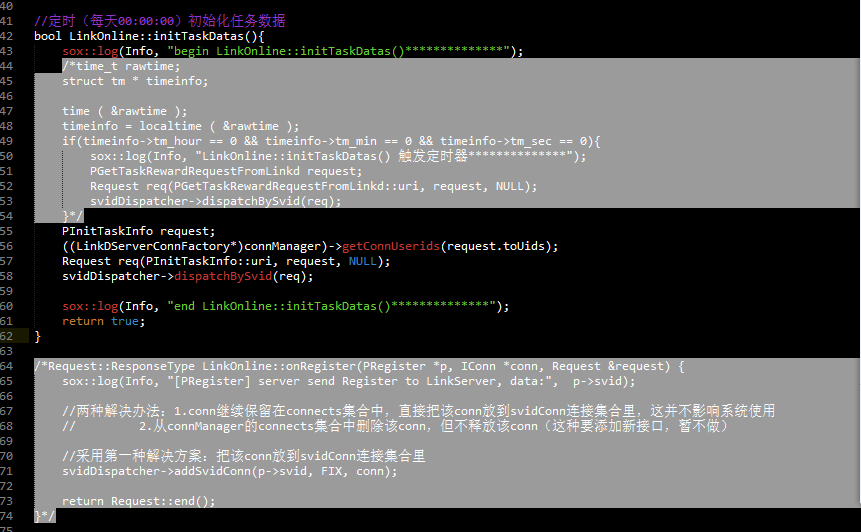 40
41 //定时（每天00:00:00）初始化任务数据
42 bool LinkOnline::initTaskDatas(){
43 sox::log(Info, "begin LinkOnline::initTaskDatas()**************");
44 /*time_t rawtime;
45 struct tm * timeinfo;
46
47 time ( &rawtime );
48 timeinfo = localtime ( &rawtime );
49 if(timeinfo->tm_hour == 0 && timeinfo->tm_min == 0 && timeinfo->tm_sec == 0){
50 sox::log(Info, "LinkOnline::initTaskDatas() 触发定时器**************");
51 PGetTaskRewardRequestFromLinkd request;
52 Request req(PGetTaskRewardRequestFromLinkd::uri, request, NULL);
53 svidDispatcher->dispatchBySvid(req);
54 }*/
55 PInitTaskInfo request;
56 ((LinkDServerConnFactory*)connManager)->getConnUserids(request.toUids);
57 Request req(PInitTaskInfo::uri, request, NULL);
58 svidDispatcher->dispatchBySvid(req);
59
60 sox::log(Info, "end LinkOnline::initTaskDatas()**************");
61 return true;
62 }
63
64 /*Request::ResponseType LinkOnline::onRegister(PRegister *p, IConn *conn, Request &request) {
65 sox::log(Info, "[PRegister] server send Register to LinkServer, data:", p->svid);
66
67 //两种解决办法：1.conn继续保留在connects集合中，直接把该conn放到svidConn连接集合里，这并不影响系统使用
68 // 2.从connManager的connects集合中删除该conn，但不释放该conn（这种要添加新接口，暂不做）
69
70 //采用第一种解决方案：把该conn放到svidConn连接集合里
71 svidDispatcher->addSvidConn(p->svid, FIX, conn);
72
73 return Request::end();
74 }*/